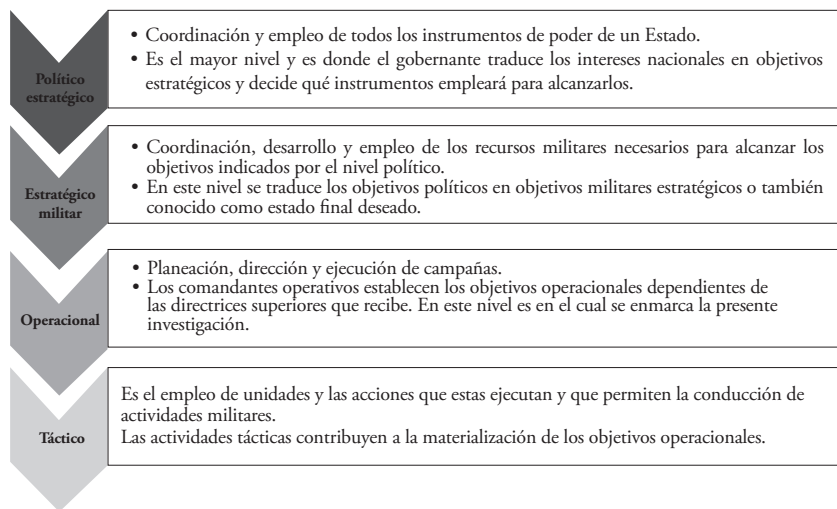 Político
estratégico
• Coordinación y empleo de todos los instrumentos de poder de un Estado.
• Es el mayor nivel y es donde el gobernante traduce los intereses nacionales en objetivos
estratégicos y decide qué instrumentos empleará para alcanzarlos.
Estratégico
militar
• Coordinación, desarrollo y empleo de los recursos militares necesarios para alcanzar los
objetivos indicados por el nivel político.
• En este nivel se traduce los objetivos políticos en objetivos militares estratégicos o también
conocido como estado final deseado.
Operacional
• Planeación, dirección y ejecución de campañas.
• Los comandantes operativos establecen los objetivos operacionales dependientes de
las directrices superiores que recibe. En este nivel es en el cual se enmarca la presente
investigación.
Táctico
Es el empleo de unidades y las acciones que estas ejecutan y que permiten la conducción de
actividades militares.
Las actividades tácticas contribuyen a la materialización de los objetivos operacionales.